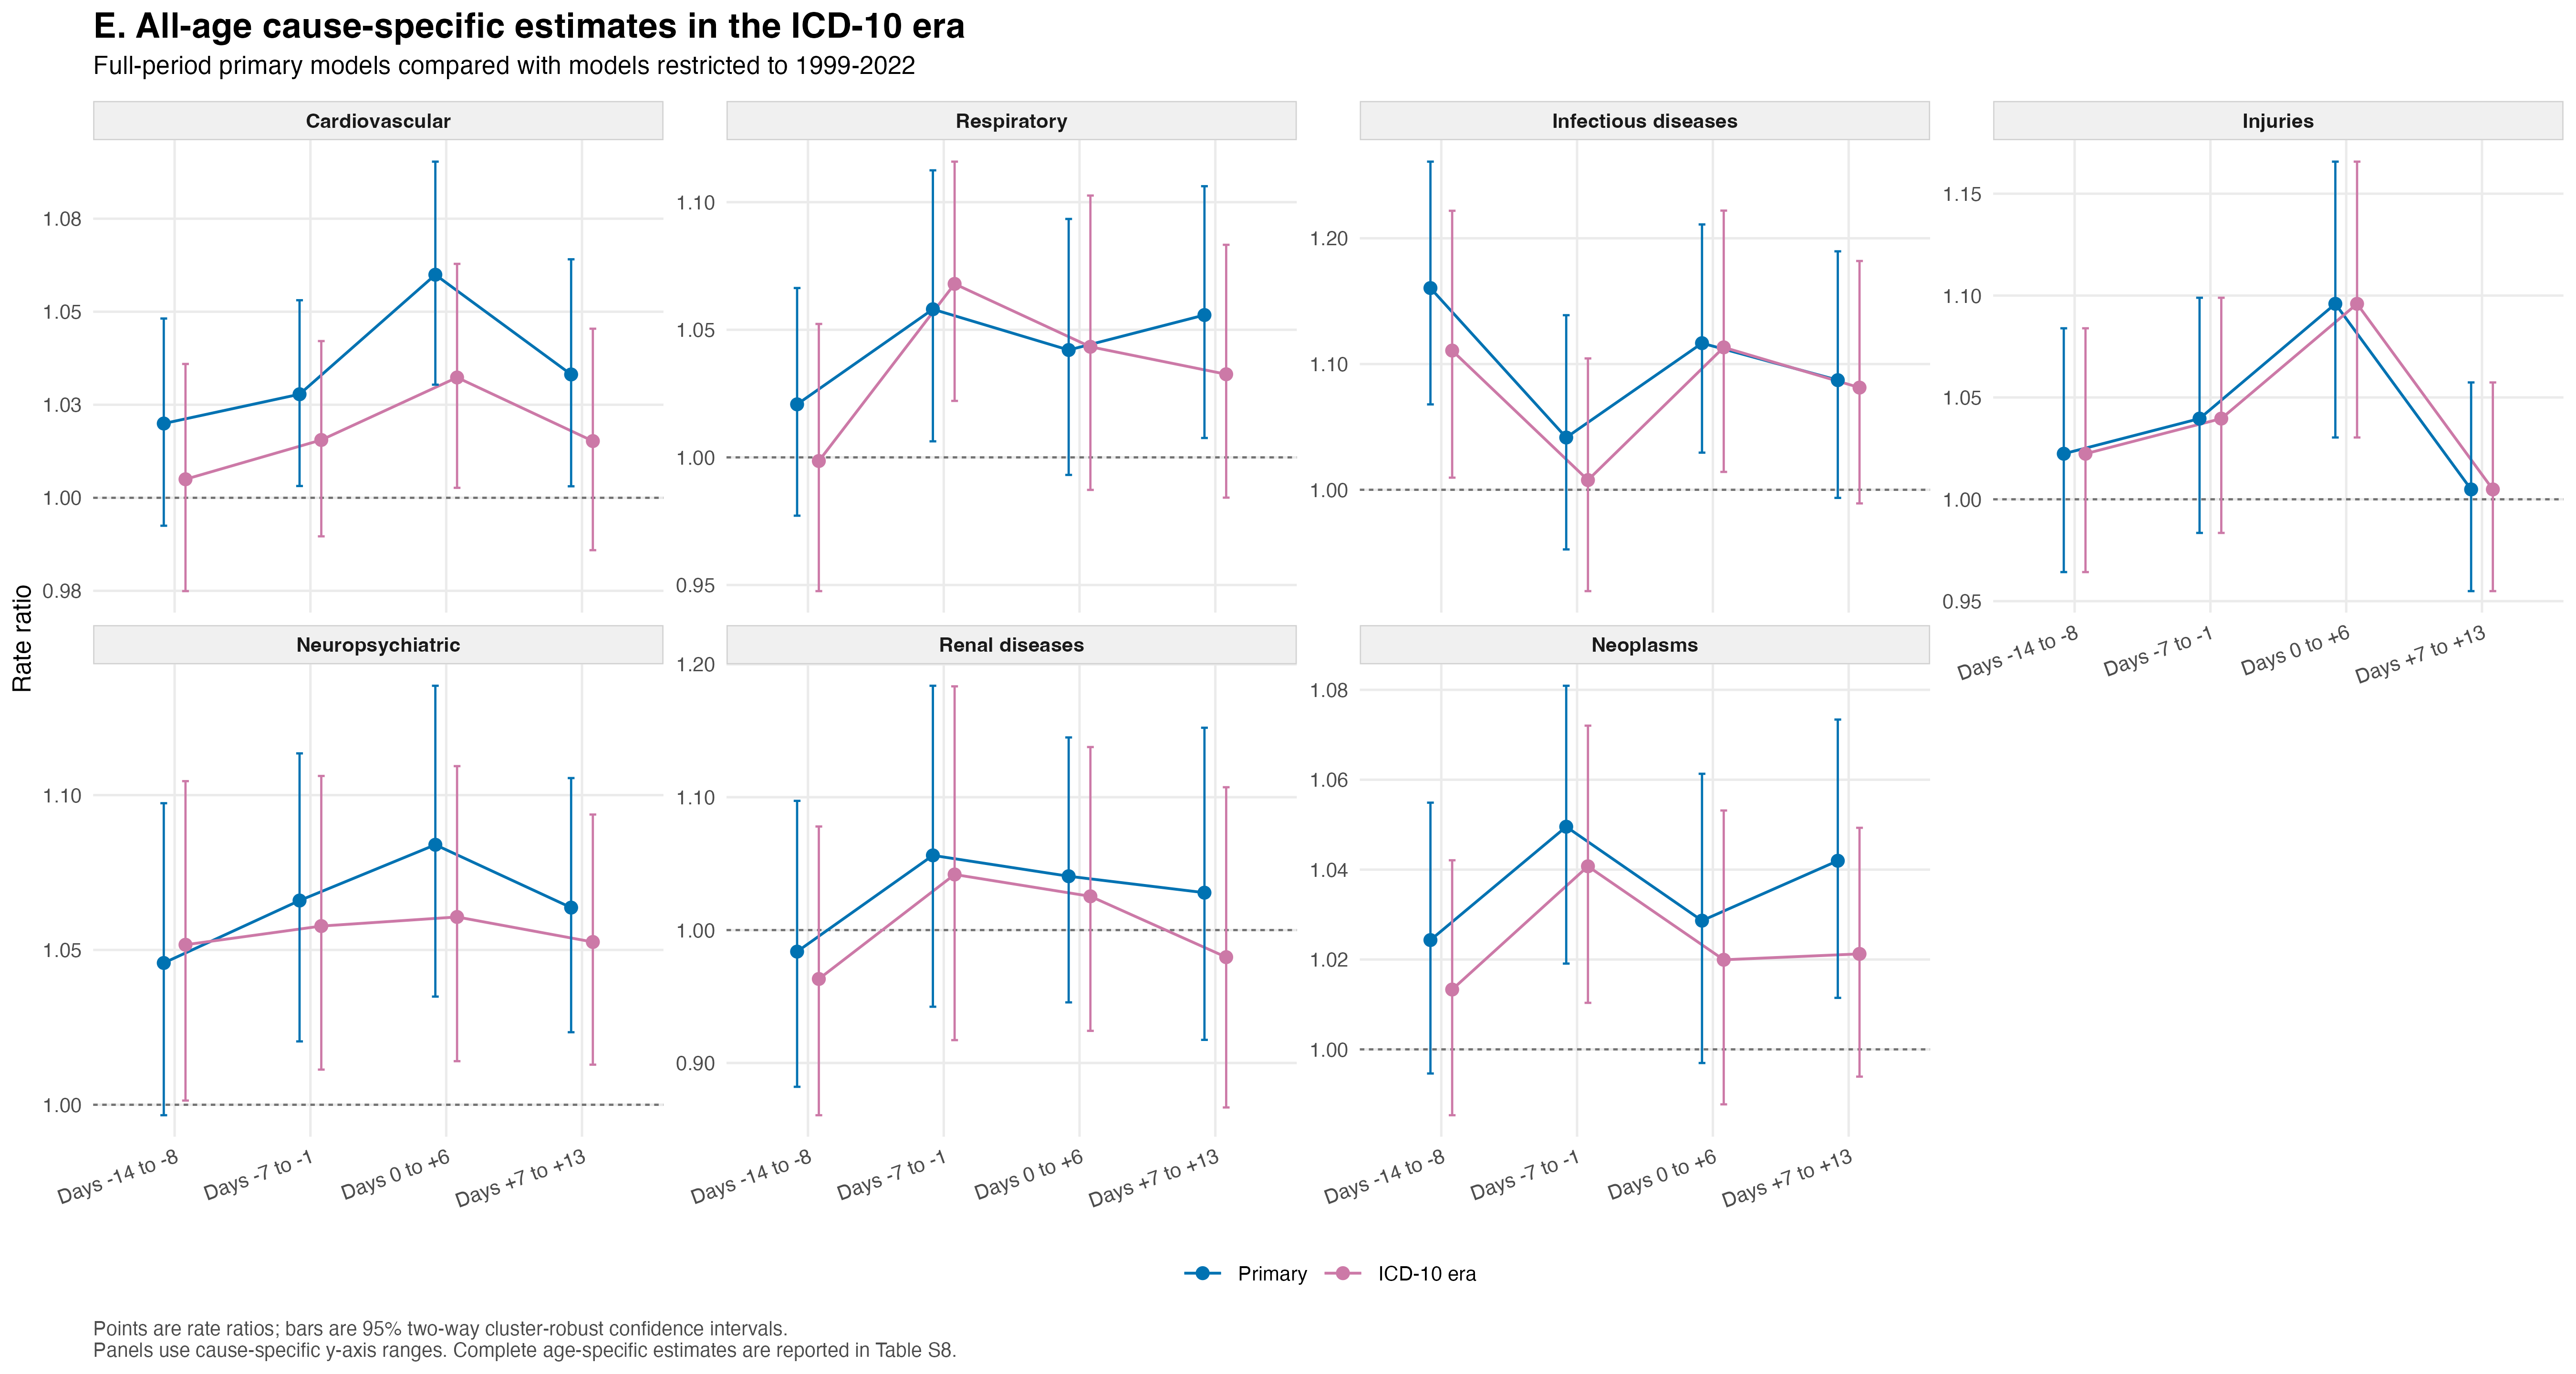 E. All-age cause-specific estimates in the ICD-10 era
Full-period primary models compared with models restricted to 1999-2022
Rate ratio
Cardiovascular
1.08
1.05
1.03
1.00
0.98
Respiratory
1.10
1.05
1.00
0.95
Infectious diseases
1.20
1.10
1.00
Injuries
1.15
1.10
1.05
1.00
0.95
Days -14 to -8
Days -7 to -1
Days 0 to +6
Days +7 to +13
Neuropsychiatric
1.10
1.05
1.00
Days -14 to -8
Days -7 to -1
Days 0 to +6
Days +7 to +13
Renal diseases
1.20
1.10
1.00
0.90
Days -14 to -8
Days -7 to -1
Days 0 to +6
Days +7 to +13
Neoplasms
1.08
1.06
1.04
1.02
1.00
Days -14 to -8
Days -7 to -1
Days 0 to +6
Days +7 to +13
Primary
ICD-10 era
Points are rate ratios; bars are 95% two-way cluster-robust confidence intervals.
Panels use cause-specific y-axis ranges. Complete age-specific estimates are reported in Table S8.